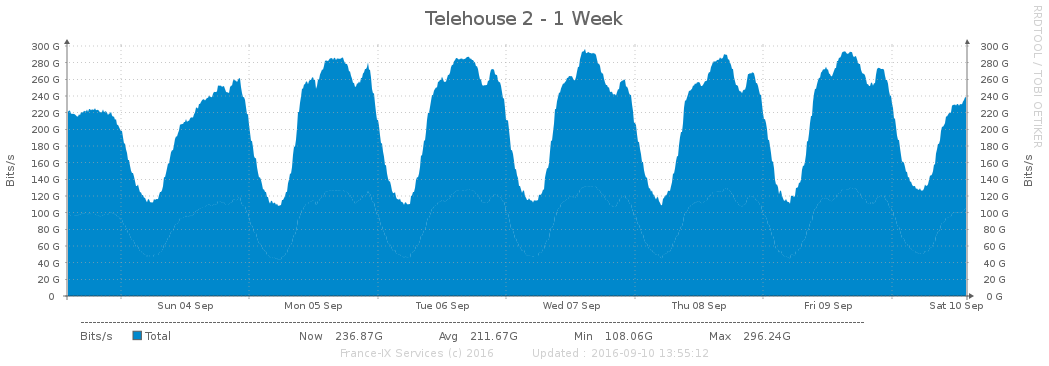 Telehouse 2 - 1 Week
RRDTOOL / TOBI OETIKER
Bits/s
300 G
280 G
260 G
240 G
220 G
200 G
180 G
160 G
140 G
120 G
100 G
80 G
60 G
40 G
20 G
0
300 G
280 G
260 G
240 G
220 G
200 G
180 G
160 G
140 G
120 G
100 G
80 G
60 G
40 G
20 G
0 G
Bits/s
Sun 04 Sep Mon 05 Sep Tue 06 Sep Wed 07 Sep Thu 08 Sep Fri 09 Sep Sat 10 Sep
Bits/s Total Now 236.87G Avg 211.67G Min 108.06G Max 296.24G
France-IX Services (c) 2016 Updated : 2016-09-10 13:55:12